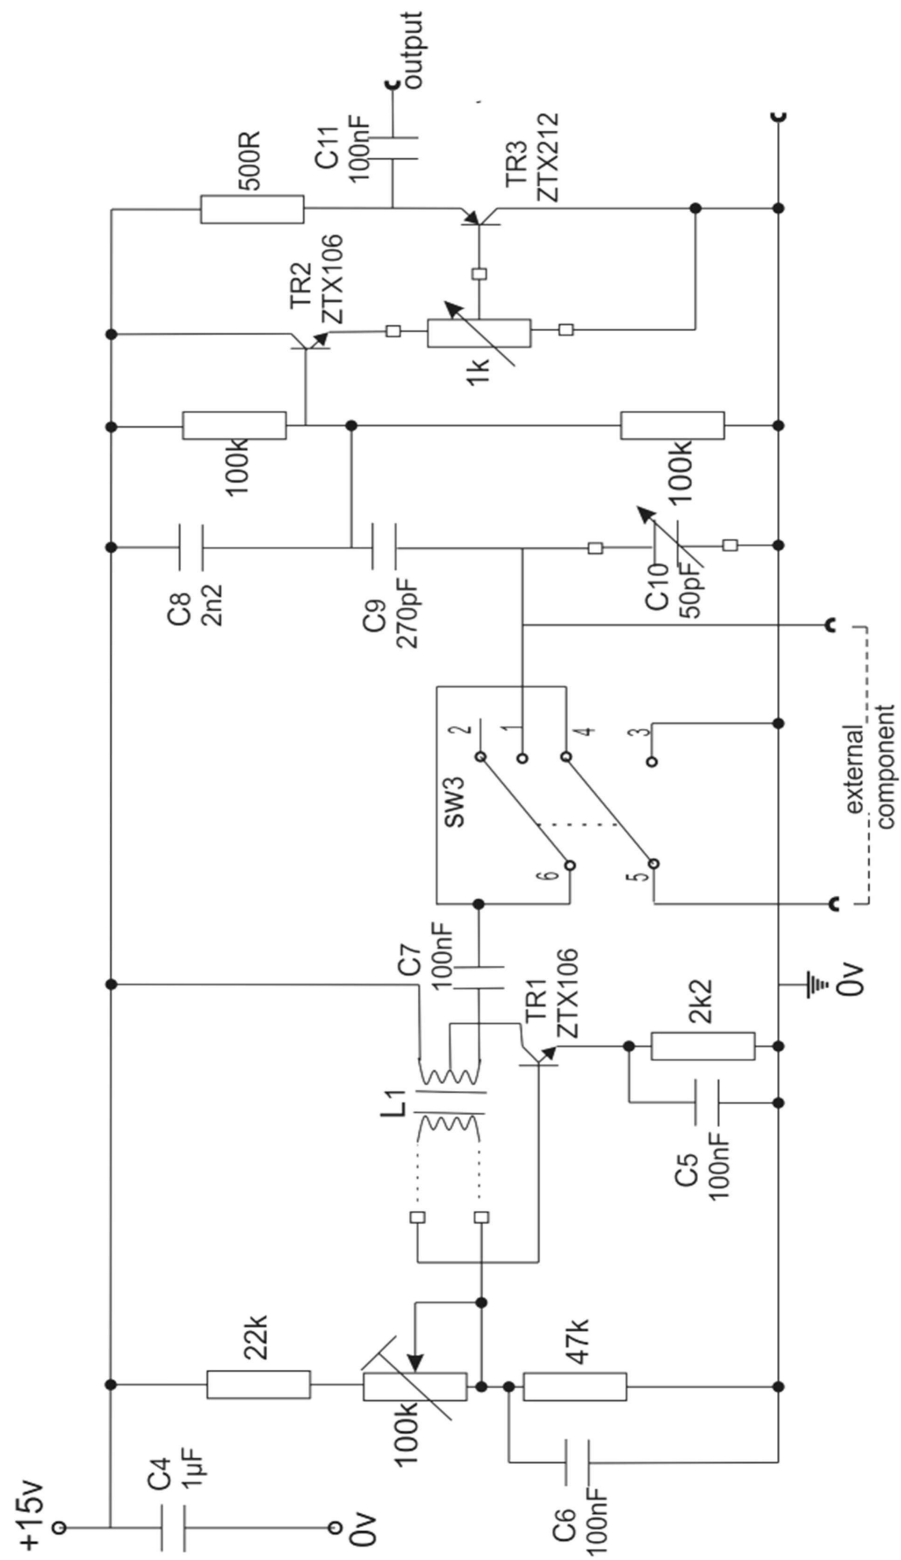 +15v
C4
1μF
0v
22k
100k
47k
C6
100nF
L1
TR1
ZTX106
C5
100nF
2k2
0v
C7
100nF
SW3
6
5
2
1
4
3
external
component
C8
2n2
C9
270pF
C10
50pF
100k
100k
TR2
ZTX106
1k
500R
C11
100nF
TR3
ZTX212
output